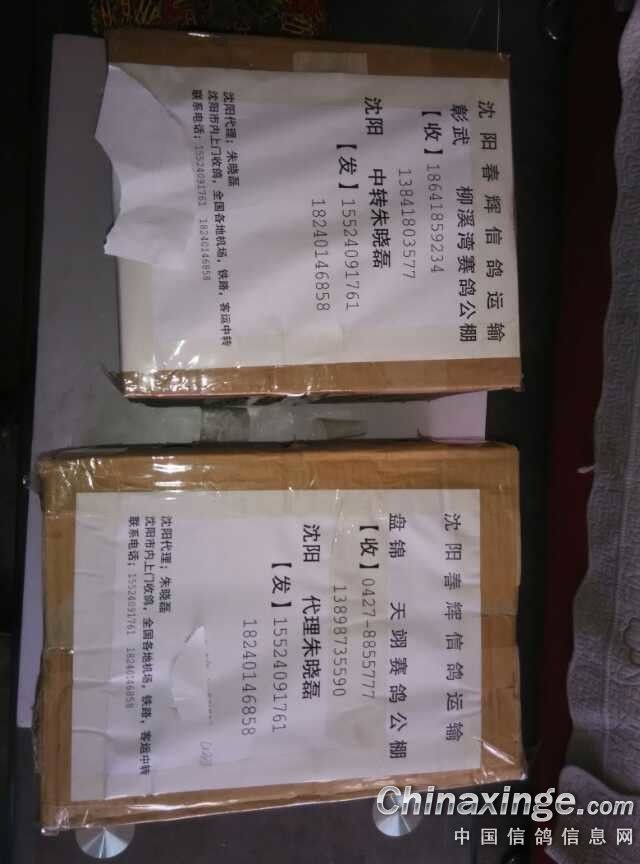 沈阳春辉信鸽运输
彰武 柳溪湾赛鸽公棚
【收】18641859234
13841803577
沈阳 中转朱晓磊
【发】15524091761
18240146858
沈阳代理；朱晓磊
沈阳市内上门收鸽，全国各地机场，铁路，客运中转
联系电话；15524091761 18240146858
沈阳春辉信鸽运输
盘锦 天翊赛鸽公棚
【收】0427-8855777
13898735590
沈阳 代理朱晓磊
【发】15524091761
18240146858
沈阳代理；朱晓磊
沈阳市内上门收鸽，全国各地机场，铁路，客运中转
联系电话；15524091761 18240146858
Chinaxinge.com
中国信鸽信息网